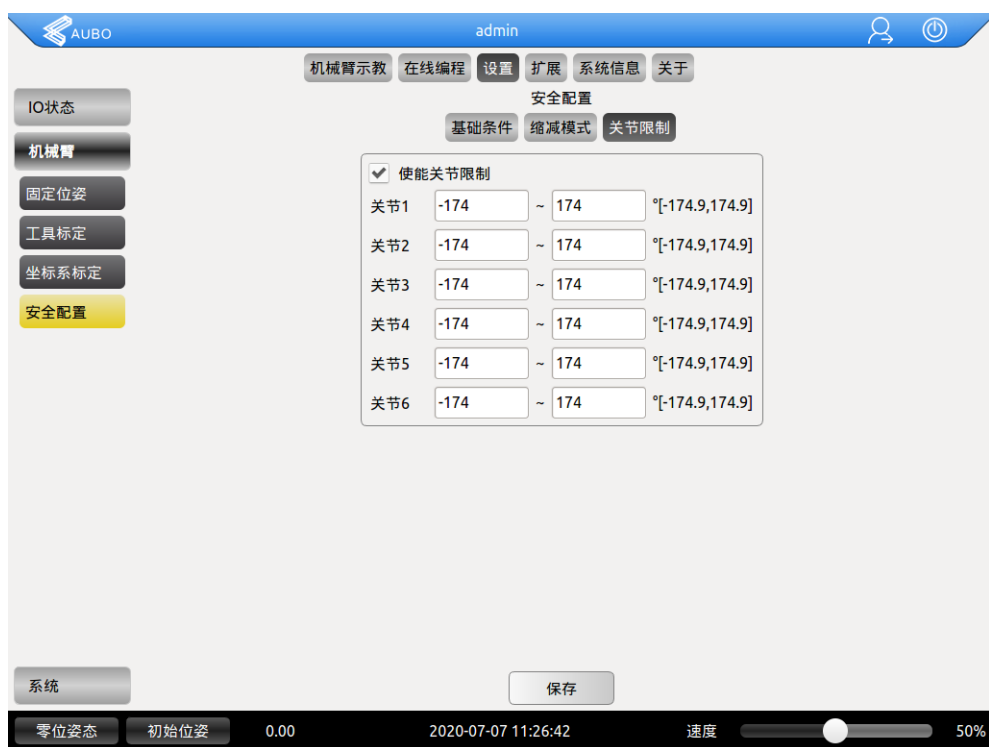 AUBO
admin
机械臂示教 在线编程 设置 扩展 系统信息 关于
安全配置
基础条件 缩减模式 关节限制
IO状态
机械臂
固定位姿
工具标定
坐标系标定
安全配置
使能关节限制
关节1 -174 ~ 174 °[-174.9,174.9]
关节2 -174 ~ 174 °[-174.9,174.9]
关节3 -174 ~ 174 °[-174.9,174.9]
关节4 -174 ~ 174 °[-174.9,174.9]
关节5 -174 ~ 174 °[-174.9,174.9]
关节6 -174 ~ 174 °[-174.9,174.9]
系统
保存
零位姿态 初始位姿 0.00 2020-07-07 11:26:42 速度 50%